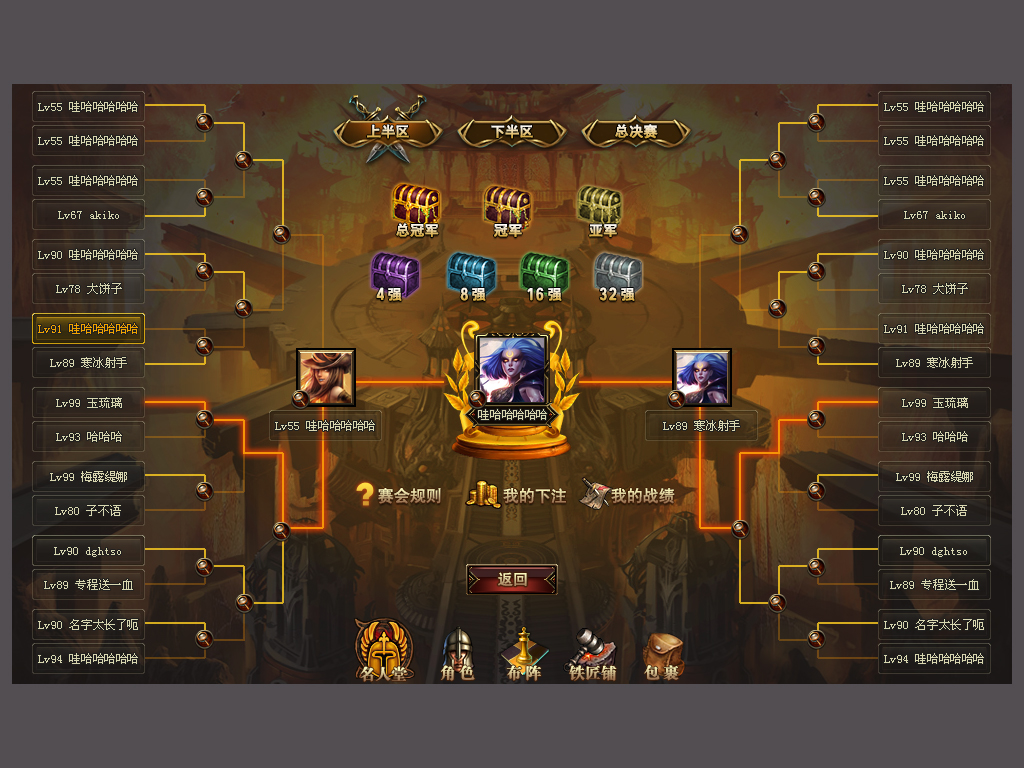 上半区 下半区 总决赛
总冠军 冠军 亚军
4强 8强 16强 32强
Lv55 哇哈哈哈哈哈
Lv55 哇哈哈哈哈哈
Lv55 哇哈哈哈哈哈
Lv67 akiko
Lv90 哇哈哈哈哈哈
Lv78 大饼子
Lv91 哇哈哈哈哈哈
Lv89 寒冰射手
Lv99 玉琉璃
Lv93 哈哈哈
Lv99 梅露缇娜
Lv80 子不语
Lv90 dghtso
Lv89 专程送一血
Lv90 名字太长了呃
Lv94 哇哈哈哈哈哈
哇哈哈哈哈哈
Lv55 哇哈哈哈哈哈
Lv89 寒冰射手
?赛会规则 我的下注 我的战绩
返回
名人堂 角色 布阵 铁匠铺 包裹
Lv55 哇哈哈哈哈哈
Lv55 哇哈哈哈哈哈
Lv55 哇哈哈哈哈哈
Lv67 akiko
Lv90 哇哈哈哈哈哈
Lv78 大饼子
Lv91 哇哈哈哈哈哈
Lv89 寒冰射手
Lv99 玉琉璃
Lv93 哈哈哈
Lv99 梅露缇娜
Lv80 子不语
Lv90 dghtso
Lv89 专程送一血
Lv90 名字太长了呃
Lv94 哇哈哈哈哈哈